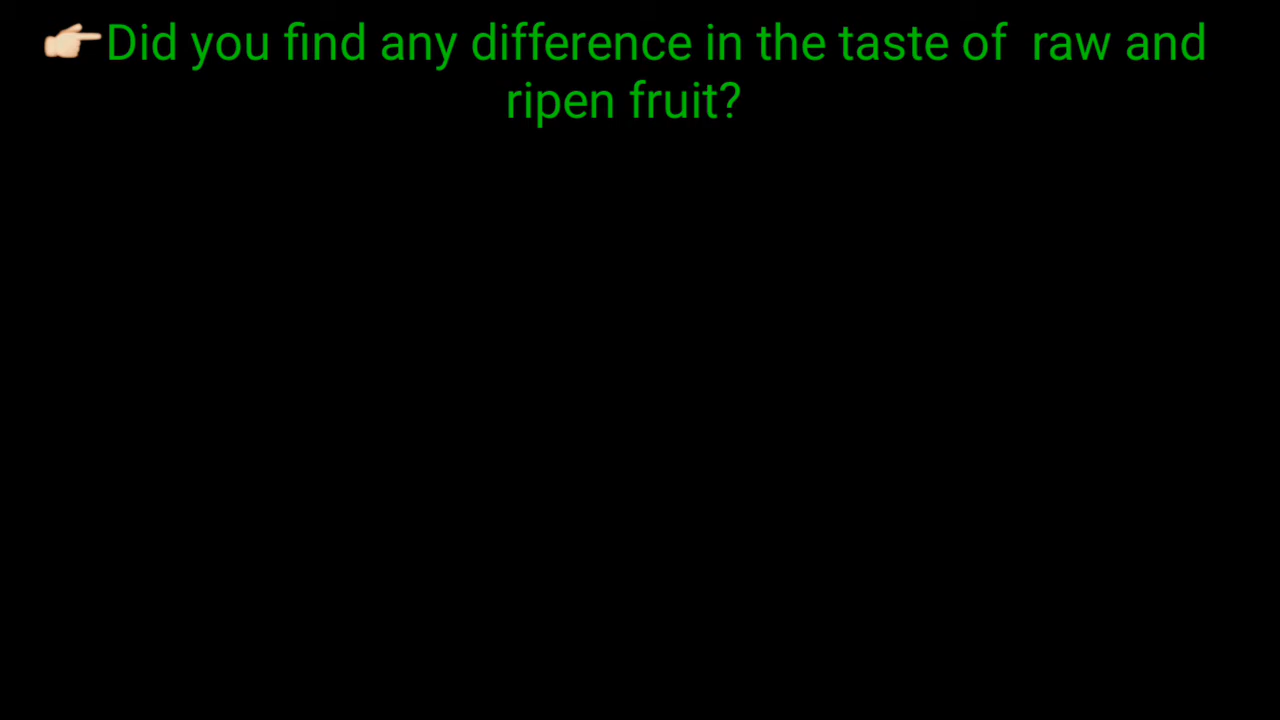 👉Did you find any difference in the taste of  raw and
ripen fruit?